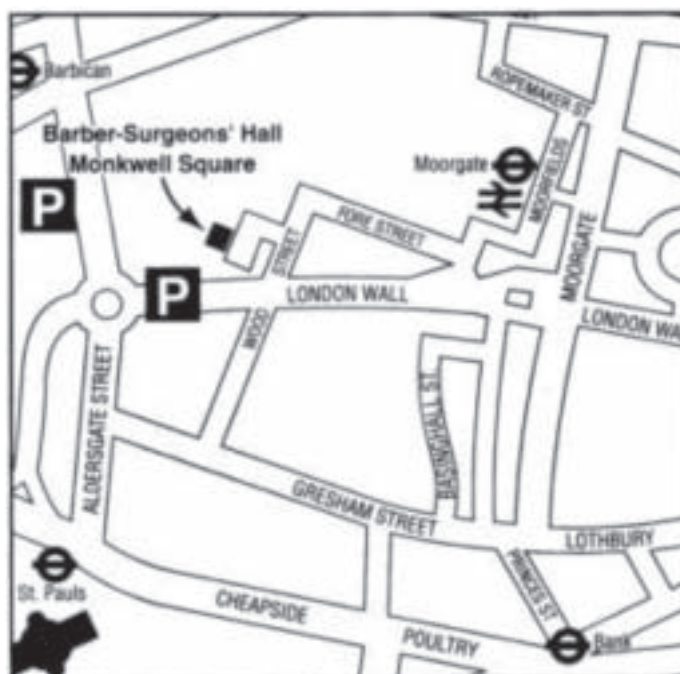 Barbican
ROPEMAKER ST
Barber-Surgeons' Hall
Monkwell Square
Moorgate
MOORFIELDS
P
FORE STREET
MOORGATE
WOOD STREET
P
LONDON WALL
LONDON WA
ALDERSGATE STREET
BASINGHALL ST.
GRESHAM STREET
LOTHBURY
PRINCES ST
St. Pauls
CHEAPSIDE
POULTRY
Bank